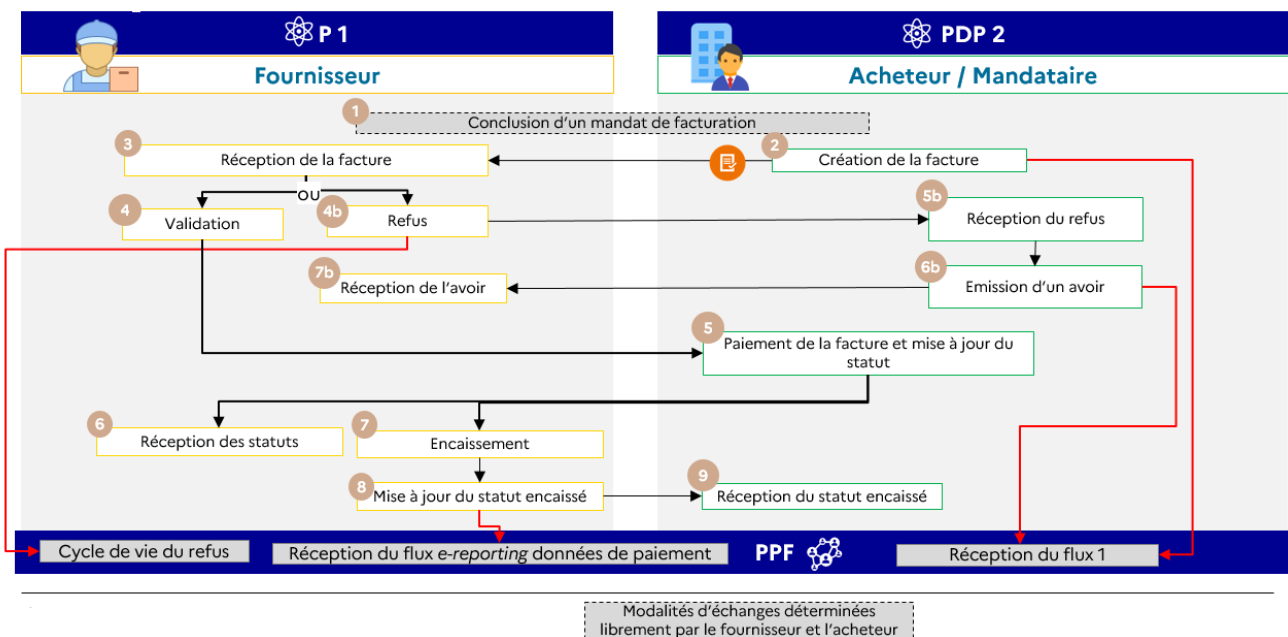 P 1
PDP 2
Fournisseur
Acheteur / Mandataire
1
Conclusion d'un mandat de facturation
3
Réception de la facture
2
Création de la facture
OU
4
Validation
4b
Refus
5b
Réception du refus
7b
Réception de l'avoir
6b
Emission d'un avoir
5
Paiement de la facture et mise à jour du
statut
6
Réception des statuts
7
Encaissement
8
Mise à jour du statut encaissé
9
Réception du statut encaissé
Cycle de vie du refus
Réception du flux e-reporting données de paiement
PPF
Réception du flux 1
Modalités d'échanges déterminées
librement par le fournisseur et l'acheteur